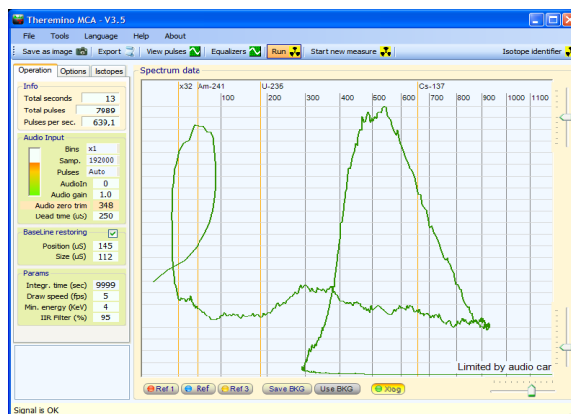 Theremino MCA - V3.5
File Tools Language Help About
Save as image Export View pulses Equalizers Run Start new measure Isotope identifier
Operation Options Isotopes
Info
Total seconds 13
Total pulses 7989
Pulses per sec. 639,1
Audio Input
Bins x1
Samp. 192000
Pulses Auto
AudioIn 0
Audio gain 1.0
Audio zero trim 348
Dead time (uS) 250
BaseLine restoring
Position (uS) 145
Size (uS) 112
Params
Integr. time (sec) 9999
Draw speed (fps) 5
Min. energy (KeV) 4
IIR Filter (%) 95
Spectrum data
x32 Am-241 U-235 Cs-137
100 200 300 400 500 600 700 800 900 1000 1100
Limited by audio car
Ref 1 Ref Ref 3 Save BKG Use BKG Xlog
Signal is OK